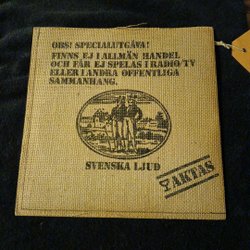 OBS! SPECIALUTGÅVA!
FINNS EJ I ALLMÄN HANDEL
OCH FÅR EJ SPELAS I RADIO/TV
ELLER I ANDRA OFFENTLIGA
SAMMANHANG.
SVENSKA LJUD
AKTAS